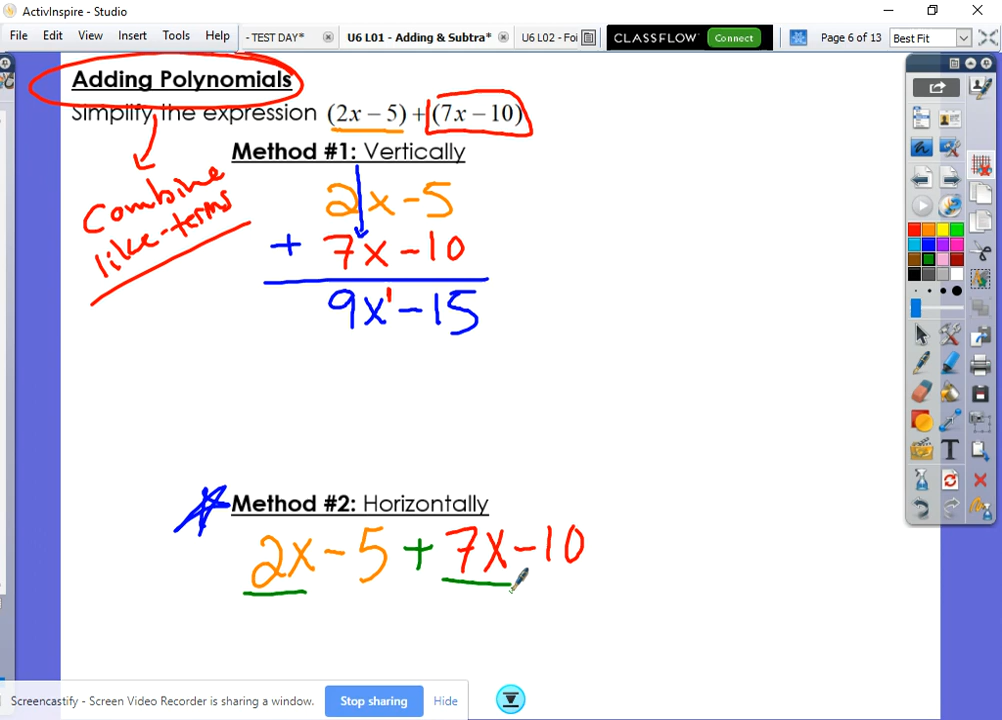 ActivInspire - Studio
File Edit View Insert Tools Help
- TEST DAY* U6 L01 - Adding & Subtra* U6 L02 - Foi
CLASSFLOW Connect
Page 6 of 13 Best Fit
Adding Polynomials
Simplify the expression (2x – 5) + (7x – 10)
Combine
like-terms
Method #1: Vertically
2x - 5
+ 7x - 10
9x¹ - 15
Method #2: Horizontally
2x - 5 + 7x - 10
T
Screencastify - Screen Video Recorder is sharing a window. Stop sharing Hide